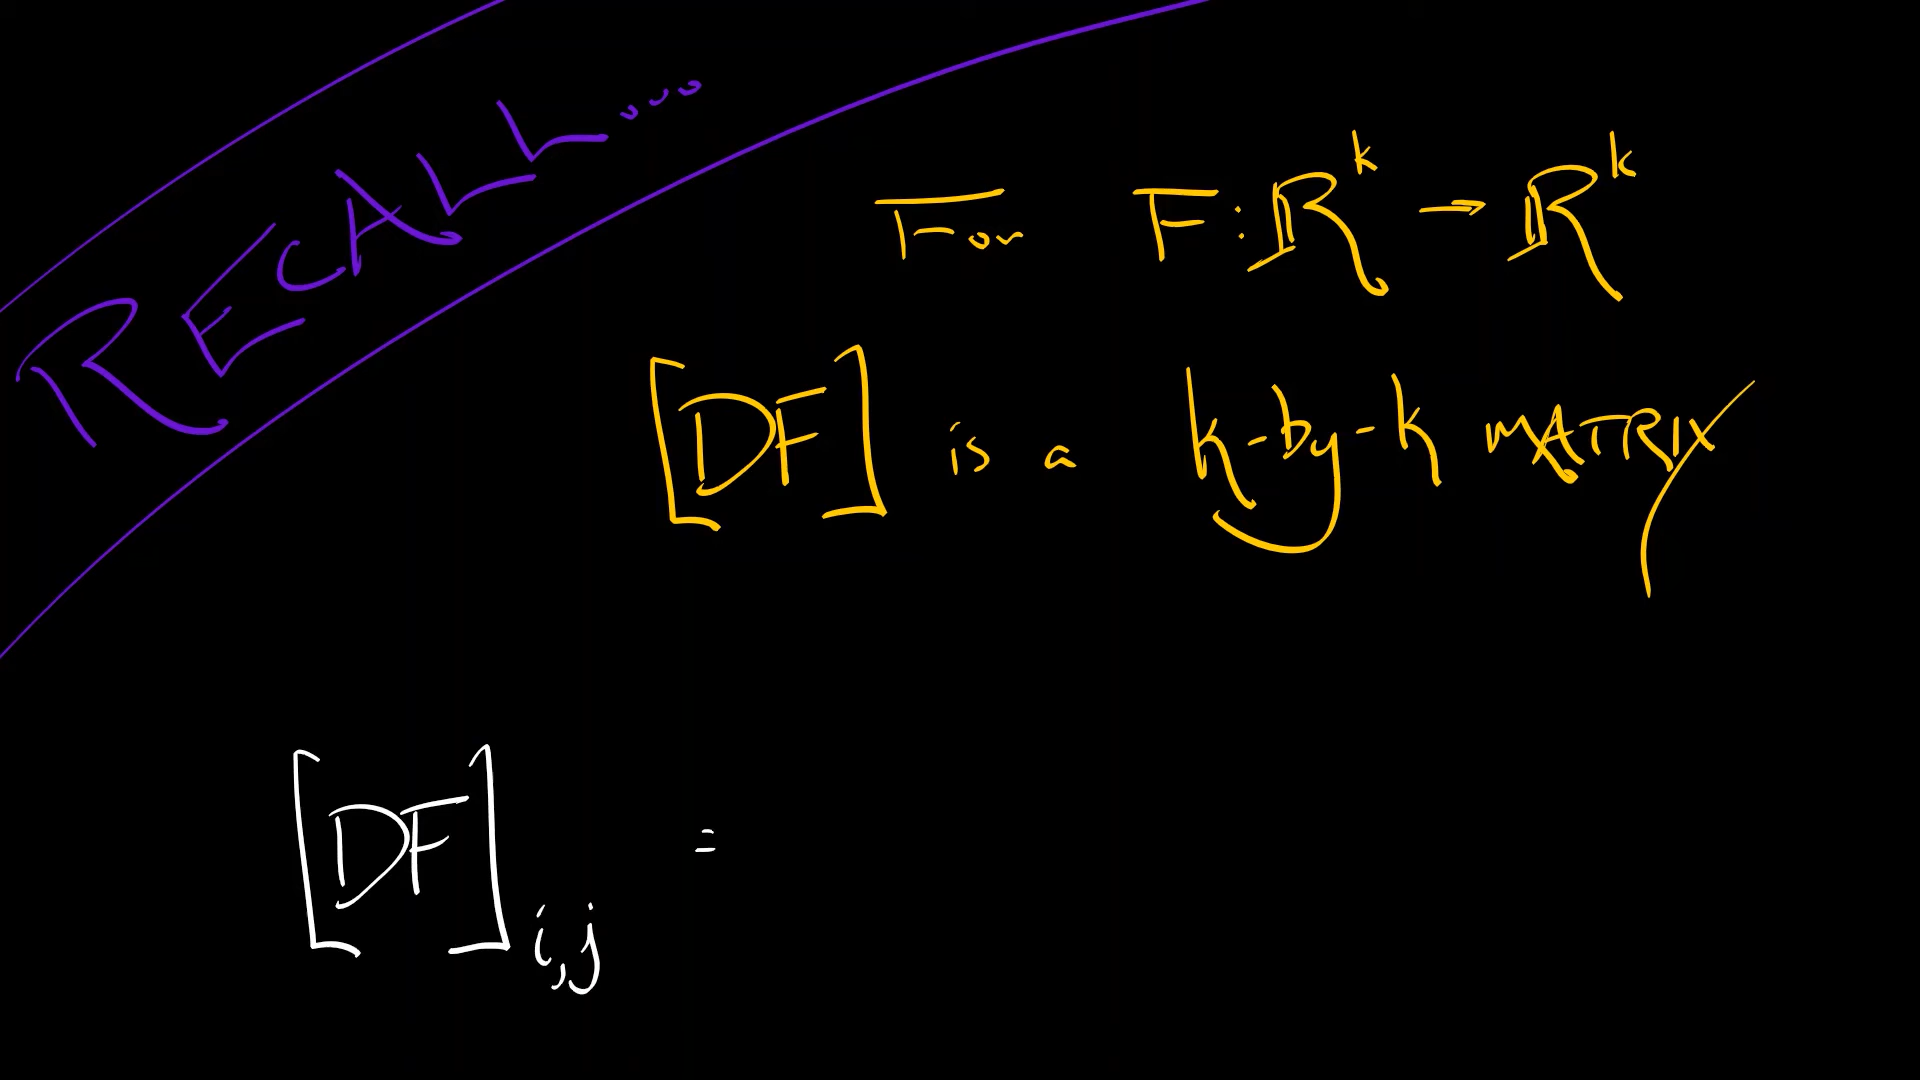 RECALL...
For F: ℝ^k → ℝ^k
[DF] is a k-by-k MATRIX
[DF]_{i,j} =